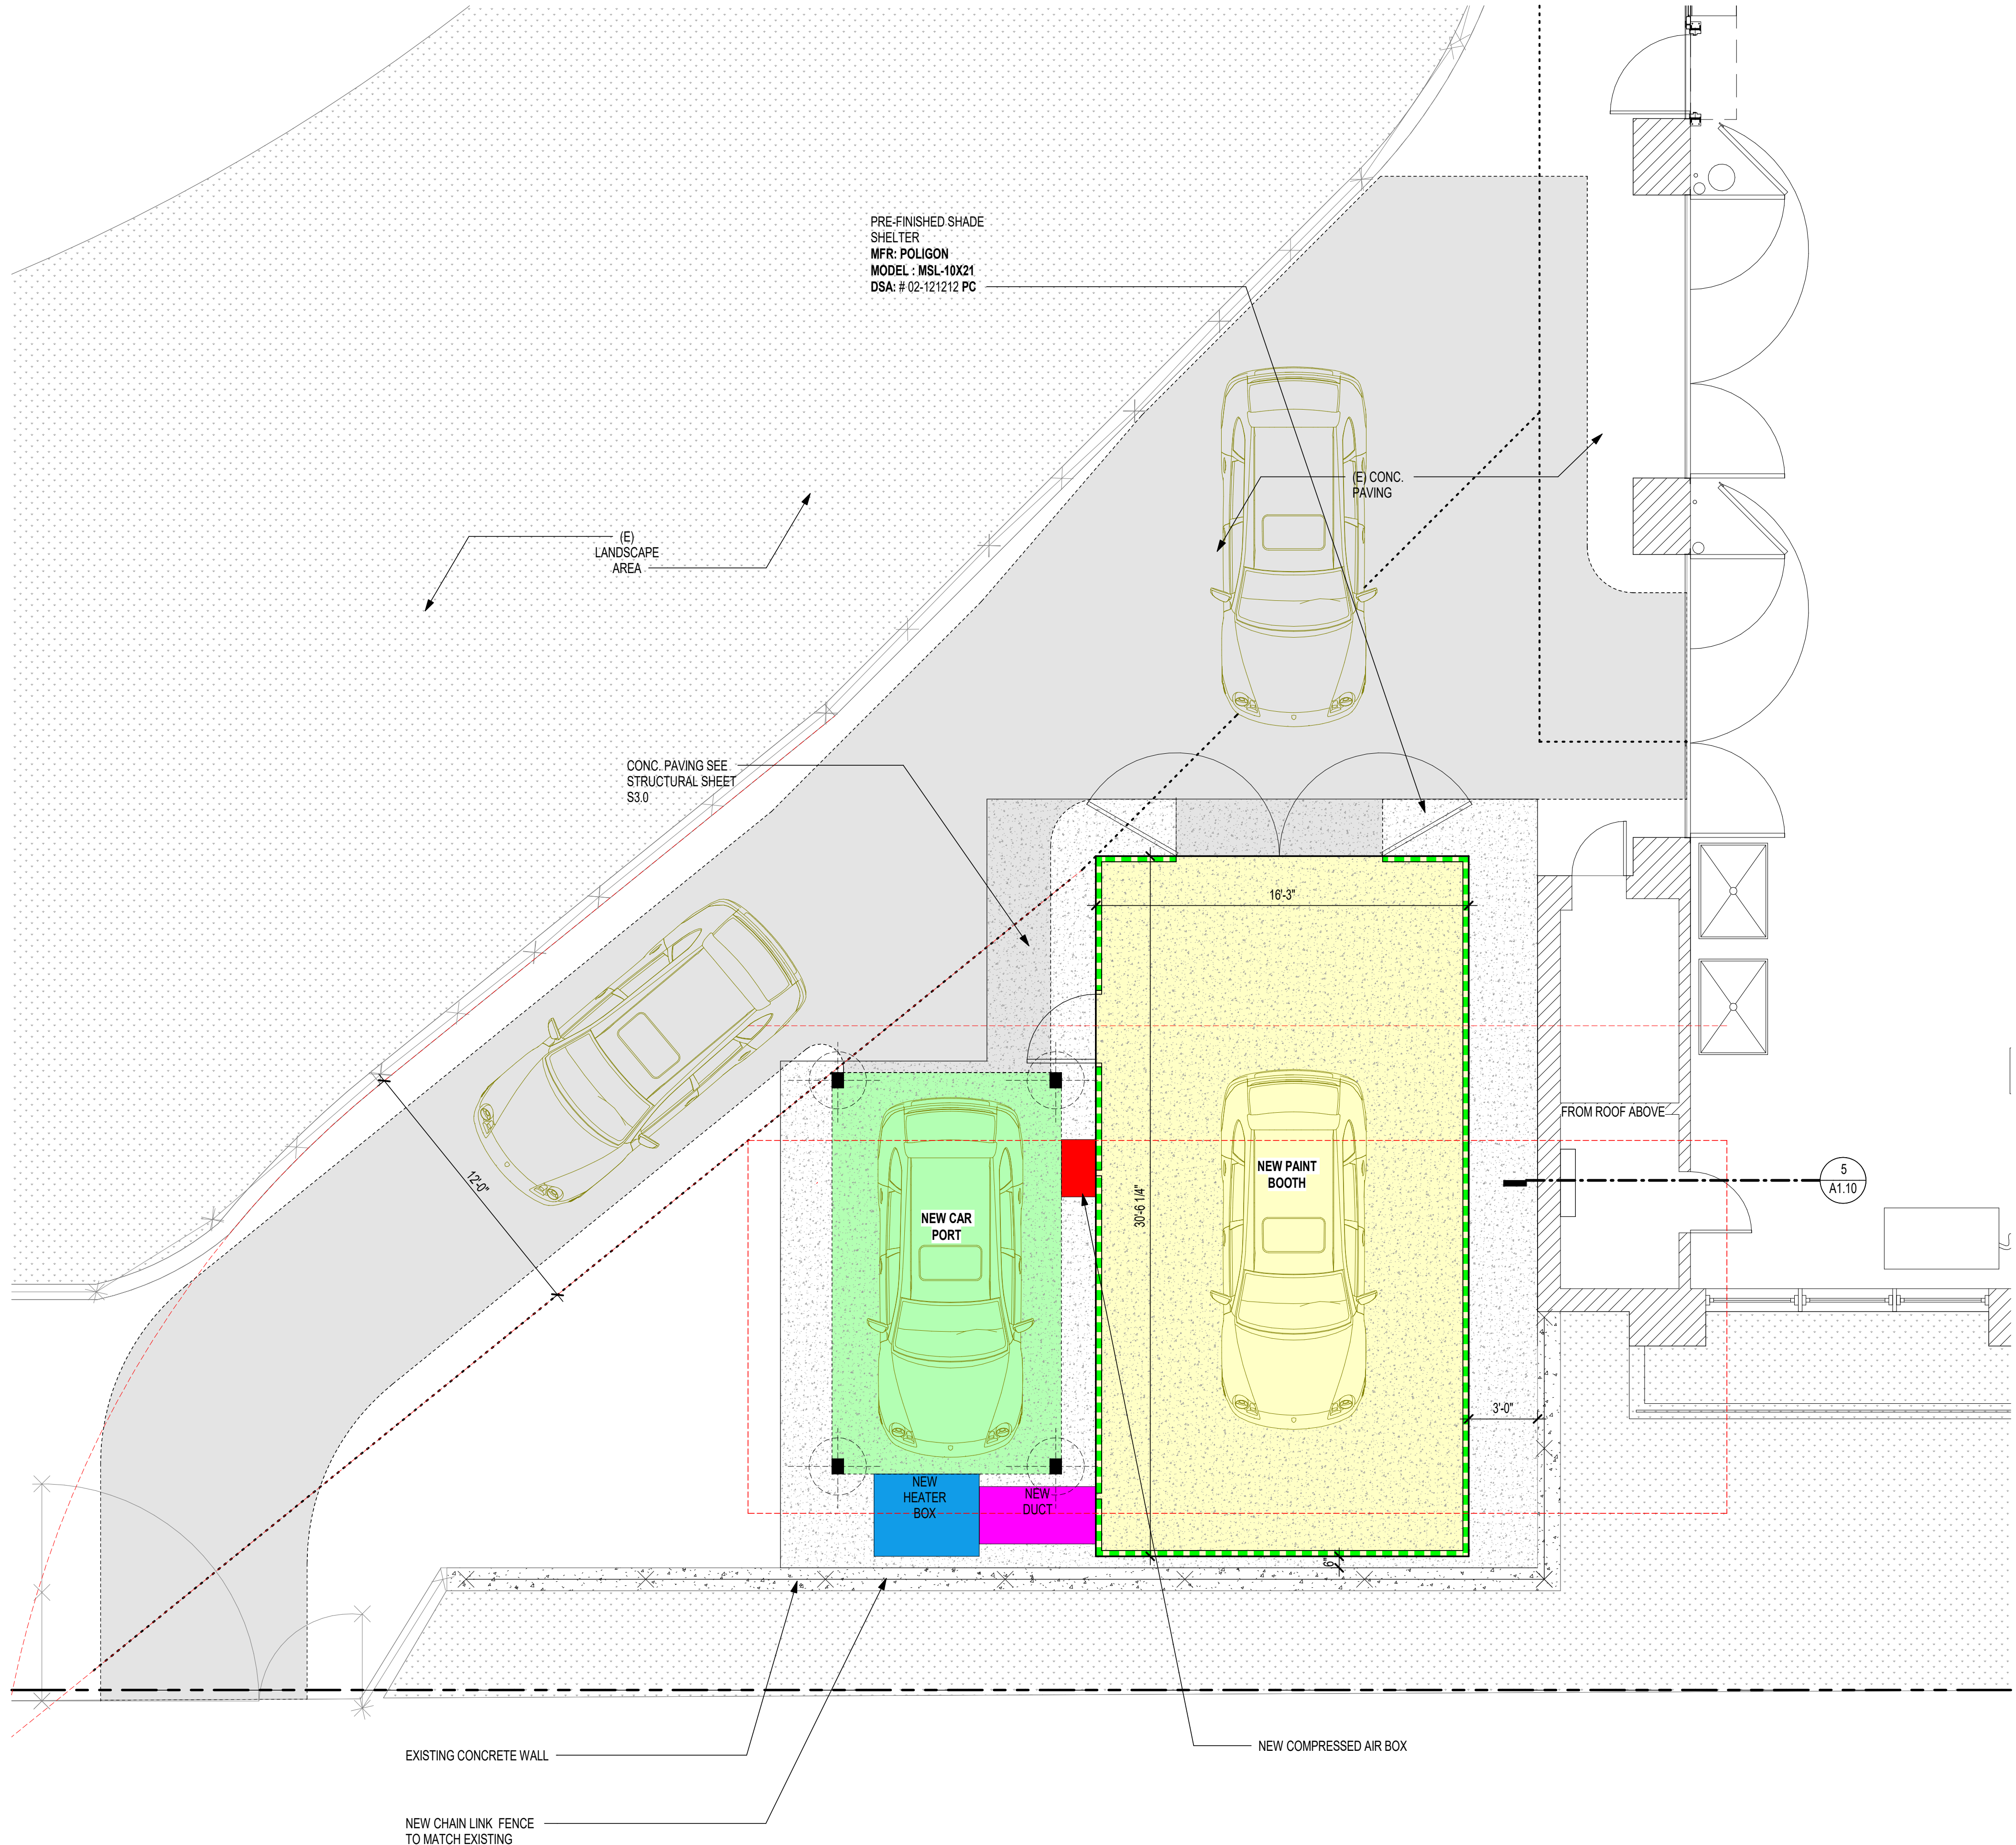 PRE-FINISHED SHADE
SHELTER
MFR: POLIGON
MODEL : MSL-10X21
DSA: # 02-121212 PC
(E) CONC.
PAVING
(E)
LANDSCAPE
AREA
CONC. PAVING SEE
STRUCTURAL SHEET
S3.0
16'-3"
FROM ROOF ABOVE
12'-0"
NEW PAINT
BOOTH
5
A1.10
30'-6 1/4"
NEW CAR
PORT
3'-0"
NEW
HEATER
BOX
NEW
DUCT
6"
EXISTING CONCRETE WALL
NEW COMPRESSED AIR BOX
NEW CHAIN LINK  FENCE
TO MATCH EXISTING